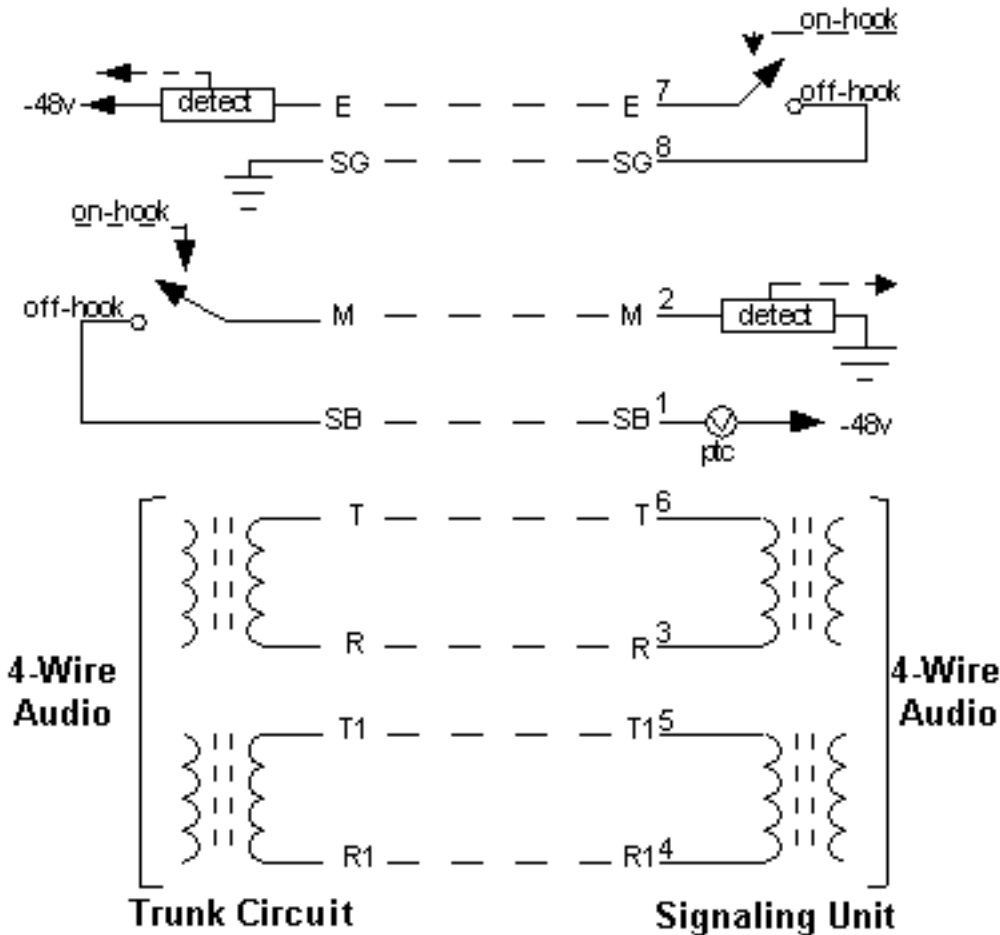 on-hook
-48v detect E E 7 off-hook
SG SG 8
on-hook
off-hook M M 2 detect
SB SB 1 -48v
ptc
T T 6
R R 3
4-Wire Audio 4-Wire Audio
T1 T1 5
R1 R1 4
Trunk Circuit Signaling Unit